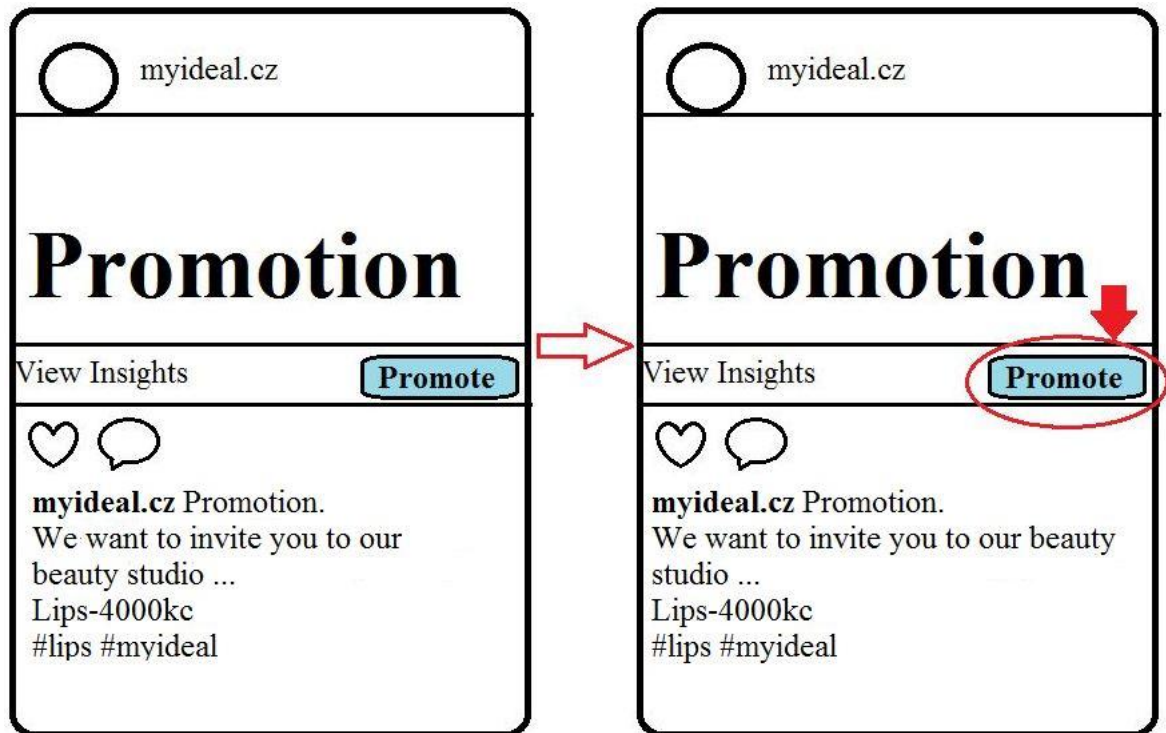 myideal.cz
Promotion
View Insights Promote
myideal.cz Promotion.
We want to invite you to our
beauty studio ...
Lips-4000kc
#lips #myideal
myideal.cz
Promotion
View Insights Promote
myideal.cz Promotion.
We want to invite you to our beauty
studio ...
Lips-4000kc
#lips #myideal